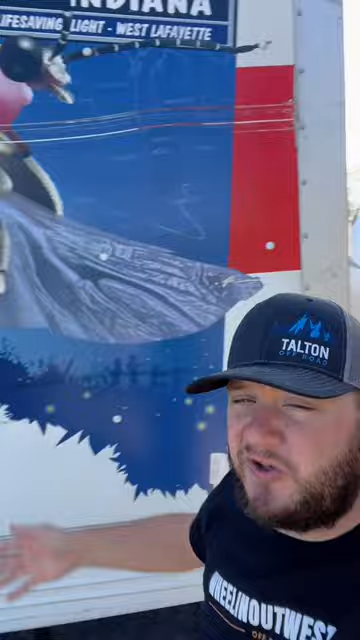 INDIANA
LIFESAVING LIGHT - WEST LAFAYETTE
TALTON
OFF ROAD
WHEELINOUTWEST